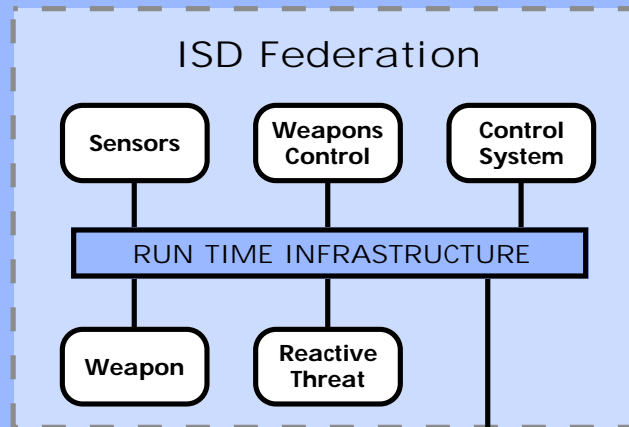 ISD Federation
Sensors
Weapons
Control
Control
System
RUN TIME INFRASTRUCTURE
Weapon
Reactive
Threat